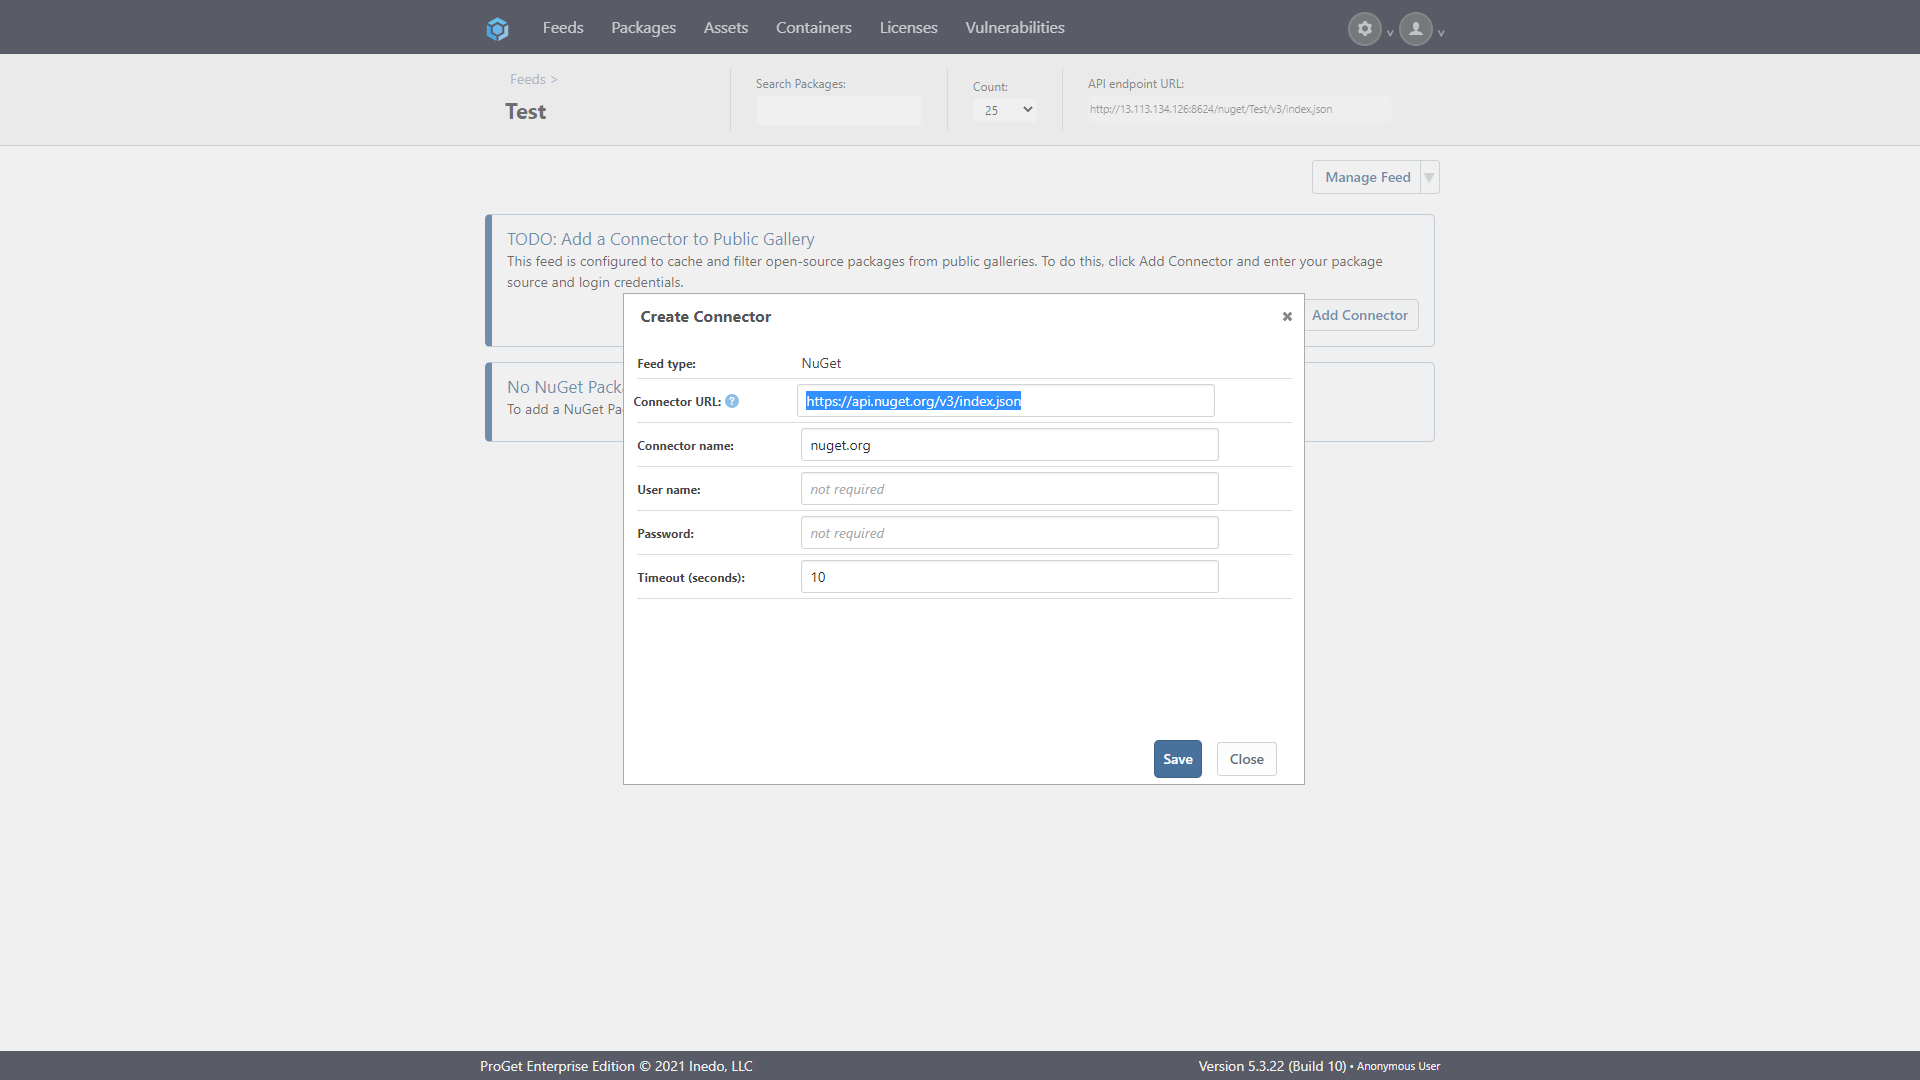 Feeds
Packages
Assets
Containers
Licenses
Vulnerabilities
Feeds >
Test
Search Packages:
Count:
25
API endpoint URL:
http://13.113.134.126:8624/nuget/Test/v3/index.json
Manage Feed
TODO: Add a Connector to Public Gallery
This feed is configured to cache and filter open-source packages from public galleries. To do this, click Add Connector and enter your package
source and login credentials.
Add Connector
No NuGet Pack
To add a NuGet Pa
Create Connector
Feed type:
NuGet
Connector URL: ?
https://api.nuget.org/v3/index.json
Connector name:
nuget.org
User name:
not required
Password:
not required
Timeout (seconds):
10
Save
Close
ProGet Enterprise Edition © 2021 Inedo, LLC
Version 5.3.22 (Build 10) • Anonymous User